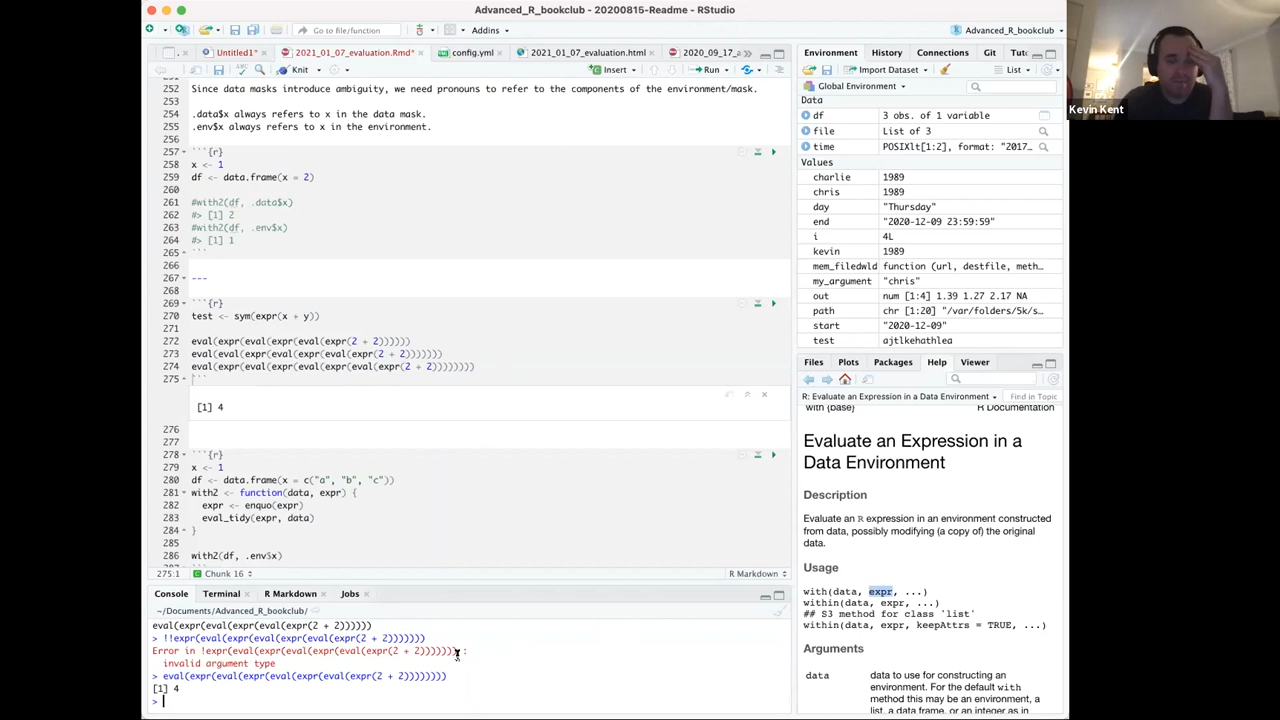 Advanced_R_bookclub - 20200815-Readme - RStudio
Go to file/function
Addins
Advanced_R_bookclub
Untitled1*
2021_01_07_evaluation.Rmd*
config.yml
2021_01_07_evaluation.html
2020_09_17_a
Knit
Insert
Run
252 Since data masks introduce ambiguity, we need pronouns to refer to the components of the environment/mask.
253
254 .data$x always refers to x in the data mask.
255 .env$x always refers to x in the environment.
256
257 ```{r}
258 x <- 1
259 df <- data.frame(x = 2)
260
261 #with2(df, .data$x)
262 #> [1] 2
263 #with2(df, .env$x)
264 #> [1] 1
265 ```
266
267 ---
268
269 ```{r}
270 test <- sym(expr(x + y))
271
272 eval(expr(eval(expr(eval(expr(2 + 2))))))
273 eval(expr(eval(expr(eval(expr(2 + 2)))))))
274 eval(expr(eval(expr(eval(expr(eval(expr(2 + 2))))))))
275 ```
[1] 4
276
277
278 ```{r}
279 x <- 1
280 df <- data.frame(x = c("a", "b", "c"))
281 with2 <- function(data, expr) {
282 expr <- enquo(expr)
283 eval_tidy(expr, data)
284 }
285
286 with2(df, .env$x)
275:1
Chunk 16
R Markdown
Console
Terminal
R Markdown
Jobs
~/Documents/Advanced_R_bookclub/
eval(expr(eval(expr(eval(expr(2 + 2))))))
> !!expr(eval(expr(eval(expr(eval(expr(2 + 2)))))))
Error in !expr(eval(expr(eval(expr(eval(expr(2 + 2))))))) :
invalid argument type
> eval(expr(eval(expr(eval(expr(eval(expr(2 + 2))))))))
[1] 4
>
Environment
History
Connections
Git
Tut
Import Dataset
List
Global Environment
Data
df 3 obs. of 1 variable
file List of 3
time POSIXlt[1:2], format: "2017…
Values
charlie 1989
chris 1989
day "Thursday"
end "2020-12-09 23:59:59"
i 4L
kevin 1989
mem_filedwld function (url, destfile, meth…
my_argument "chris"
out num [1:4] 1.39 1.27 2.17 NA
path chr [1:20] "/var/folders/5k/s…
start "2020-12-09"
test ajtlkehathlea
Files
Plots
Packages
Help
Viewer
R: Evaluate an Expression in a Data Environment
Find in Topic
with {base}
R Documentation
Evaluate an Expression in a
Data Environment
Description
Evaluate an R expression in an environment constructed
from data, possibly modifying (a copy of) the original
data.
Usage
with(data, expr, ...)
within(data, expr, ...)
## S3 method for class 'list'
within(data, expr, keepAttrs = TRUE, ...)
Arguments
data
data to use for constructing an
environment. For the default with
method this may be an environment, a
list, a data frame, or an integer as in
Kevin Kent